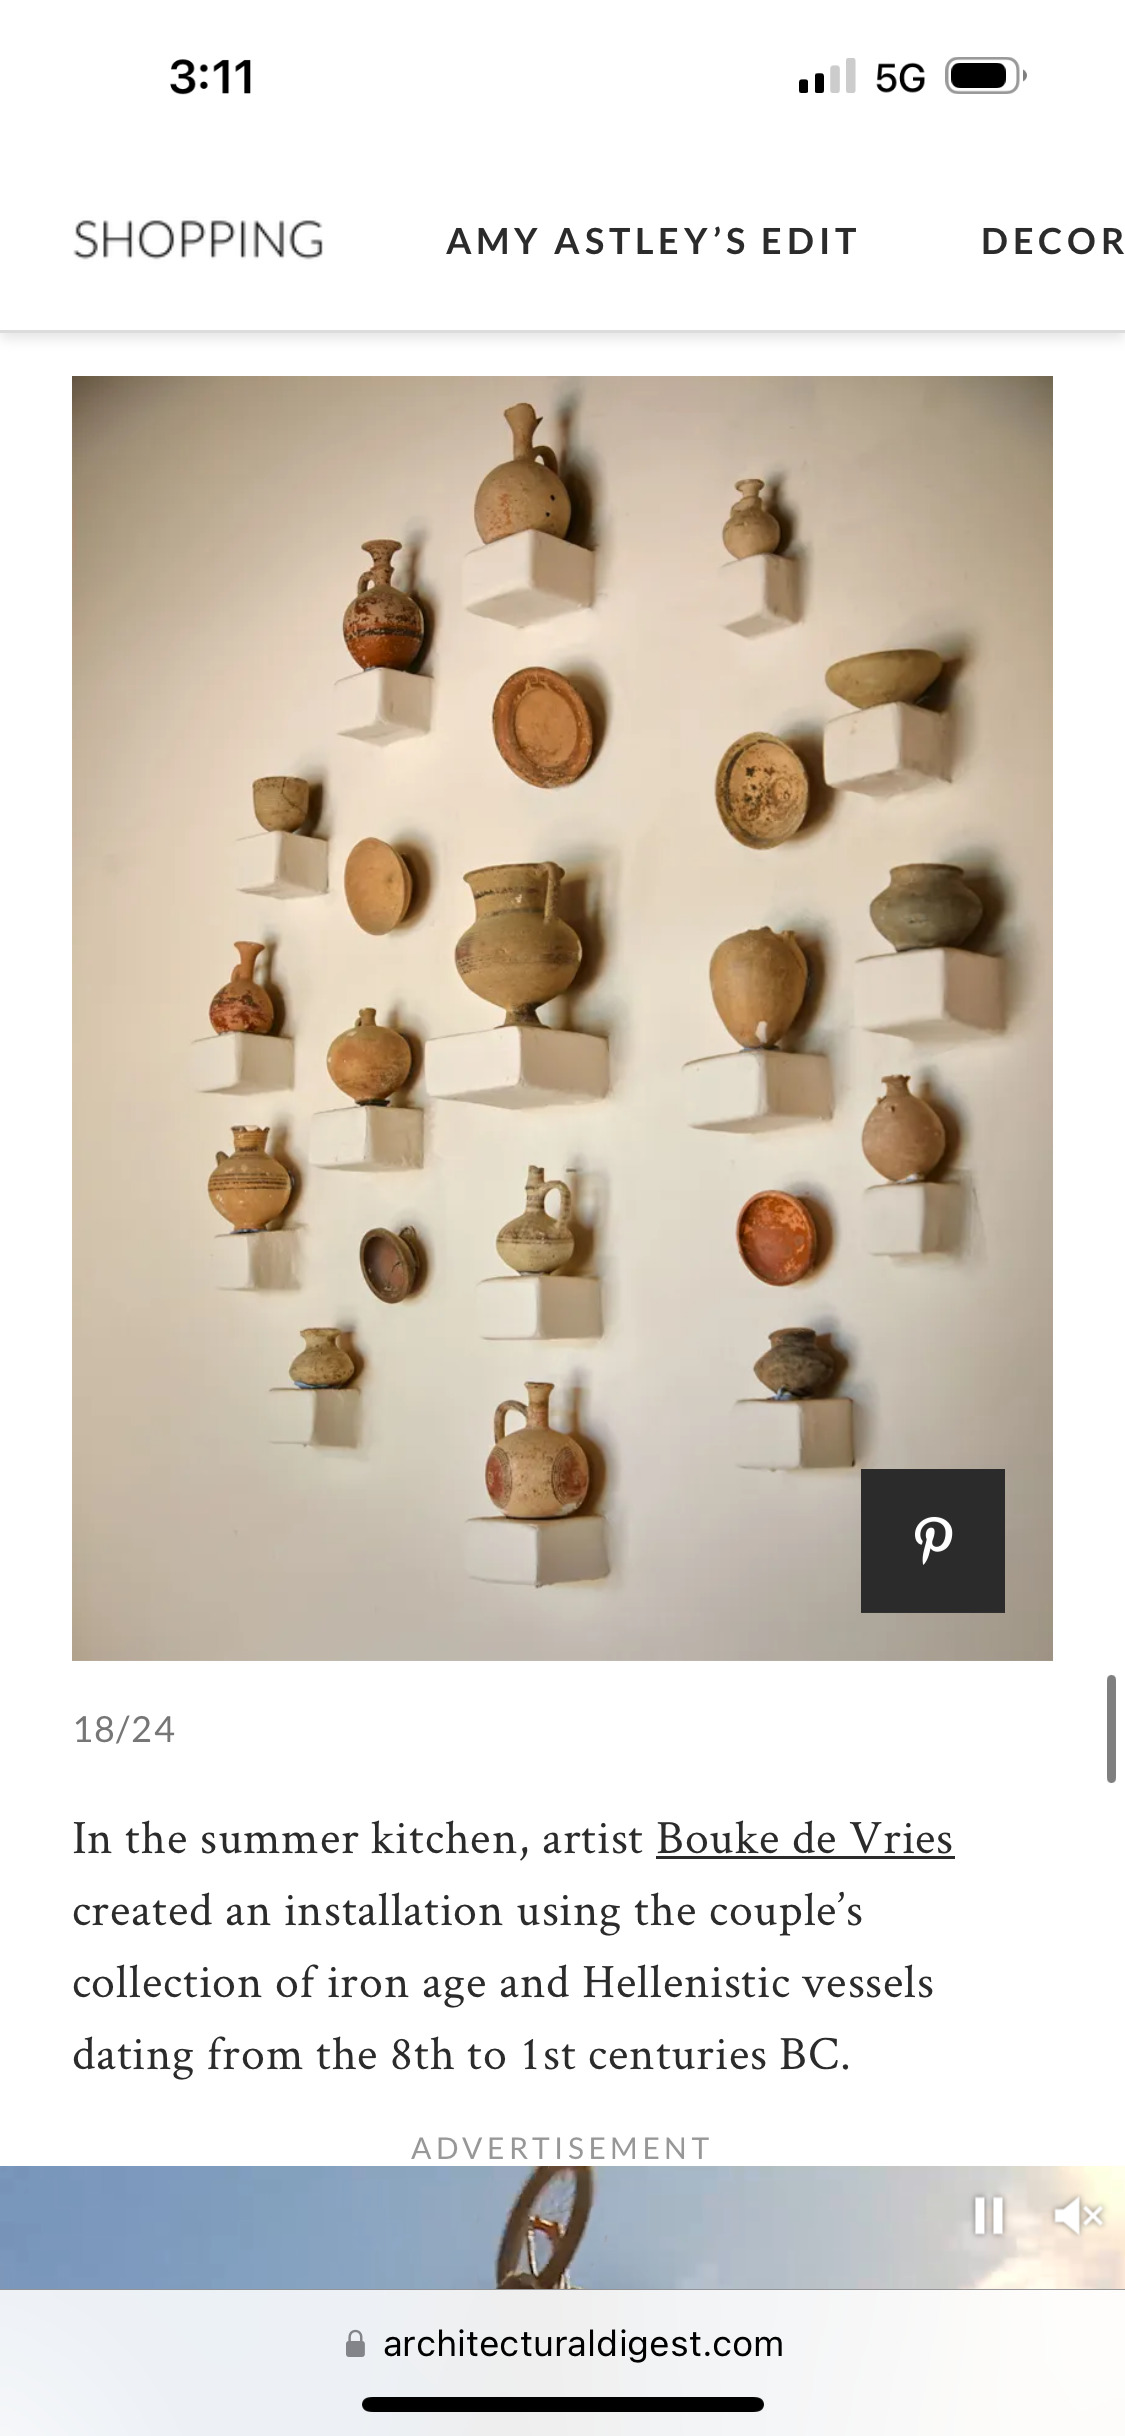 3:11
5G
SHOPPING
AMY ASTLEY’S EDIT
DECOR
18/24
In the summer kitchen, artist Bouke de Vries
created an installation using the couple’s
collection of iron age and Hellenistic vessels
dating from the 8th to 1st centuries BC.
ADVERTISEMENT
architecturaldigest.com